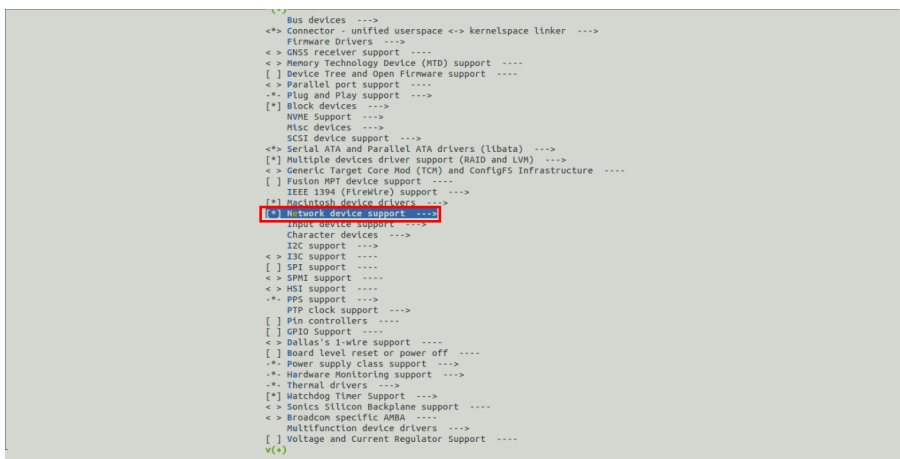 ^(-)
Bus devices  --->
<*> Connector - unified userspace <-> kernelspace linker  --->
Firmware Drivers  --->
< > GNSS receiver support  ----
< > Memory Technology Device (MTD) support  ----
[ ] Device Tree and Open Firmware support  ----
< > Parallel port support  ----
-*- Plug and Play support  --->
[*] Block devices  --->
NVME Support  --->
Misc devices  --->
SCSI device support  --->
<*> Serial ATA and Parallel ATA drivers (libata)  --->
[*] Multiple devices driver support (RAID and LVM)  --->
< > Generic Target Core Mod (TCM) and ConfigFS Infrastructure  ----
[ ] Fusion MPT device support  ----
IEEE 1394 (FireWire) support  --->
[*] Macintosh device drivers  --->
[*] Network device support  --->
Input device support  --->
Character devices  --->
I2C support  --->
< > I3C support  ----
[ ] SPI support  ----
< > SPMI support  ----
< > HSI support  ----
-*- PPS support  --->
PTP clock support  --->
[ ] Pin controllers  ----
[ ] GPIO Support  ----
< > Dallas's 1-wire support  ----
[ ] Board level reset or power off  ----
-*- Power supply class support  --->
-*- Hardware Monitoring support  --->
-*- Thermal drivers  --->
[*] Watchdog Timer Support  --->
< > Sonics Silicon Backplane support  ----
< > Broadcom specific AMBA  ----
Multifunction device drivers  --->
[ ] Voltage and Current Regulator Support  ----
v(+)